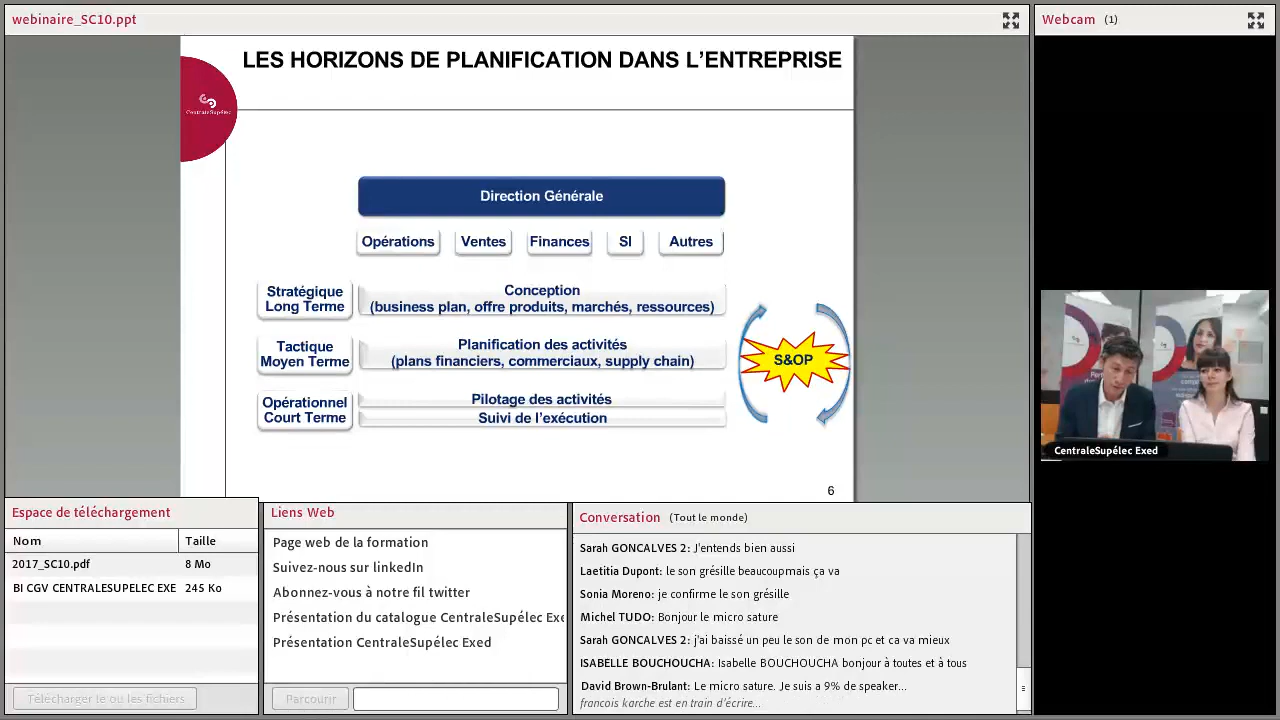 webinaire_SC10.ppt
LES HORIZONS DE PLANIFICATION DANS L’ENTREPRISE
CentraleSupélec
Direction Générale
Opérations
Ventes
Finances
SI
Autres
Stratégique
Long Terme
Conception
(business plan, offre produits, marchés, ressources)
Tactique
Moyen Terme
Planification des activités
(plans financiers, commerciaux, supply chain)
S&OP
Opérationnel
Court Terme
Pilotage des activités
Suivi de l’exécution
6
Webcam (1)
CentraleSupélec Exed
Espace de téléchargement
Nom Taille
2017_SC10.pdf 8 Mo
BI CGV CENTRALESUPELEC EXE 245 Ko
Télécharger le ou les fichiers
Liens Web
Page web de la formation
Suivez-nous sur linkedIn
Abonnez-vous à notre fil twitter
Présentation du catalogue CentraleSupélec Exe
Présentation CentraleSupélec Exed
Parcourir
Conversation (Tout le monde)
Sarah GONCALVES 2: J'entends bien aussi
Laetitia Dupont: le son grésille beaucoupmais ça va
Sonia Moreno: je confirme le son grésille
Michel TUDO: Bonjour le micro sature
Sarah GONCALVES 2: j'ai baissé un peu le son de mon pc et ca va mieux
ISABELLE BOUCHOUCHA: Isabelle BOUCHOUCHA bonjour à toutes et à tous
David Brown-Brulant: Le micro sature. Je suis a 9% de speaker...
francois karche est en train d'écrire...